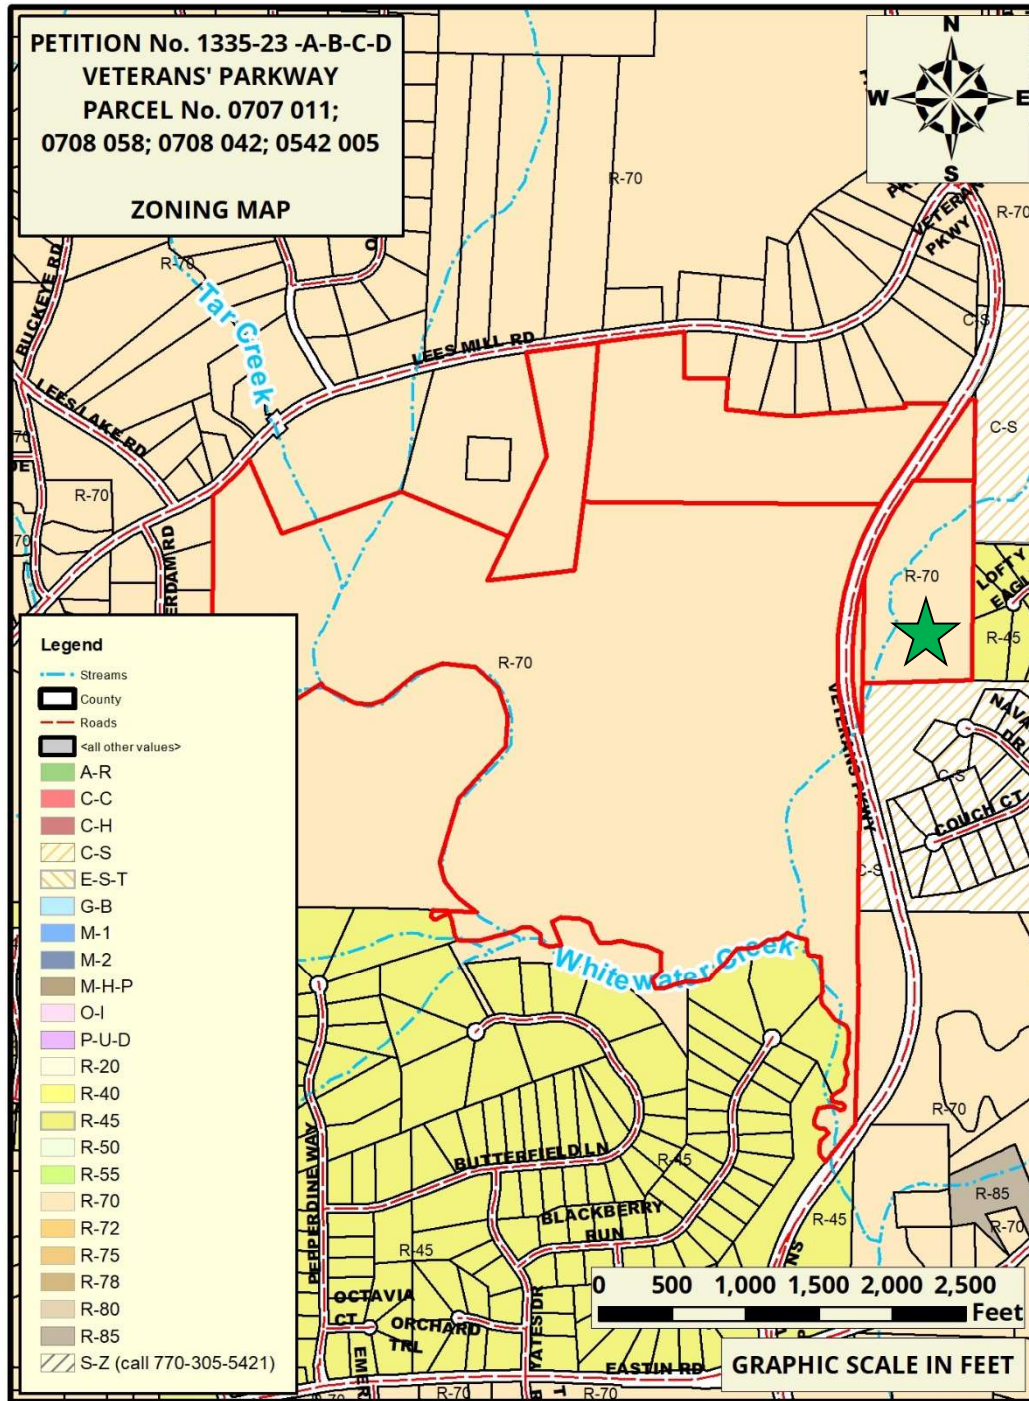 PETITION No. 1335-23 -A-B-C-D
VETERANS' PARKWAY
PARCEL No. 0707 011;
0708 058; 0708 042; 0542 005
ZONING MAP
N
W
E
S
R-70
VETERANS
PKWY
R-70
BUCKEYE RD
R-70
Tar Creek
LEES MILL RD
C-S
C-S
LEES LAKE RD
R-70
R-70
LOFTY
EAGL
R-45
R-70
VETERANS PKWY
NAVA
DR
C-S
COUCH CT
C-S
Legend
Streams
County
Roads
<all other values>
A-R
C-C
C-H
C-S
E-S-T
G-B
M-1
M-2
M-H-P
O-I
P-U-D
R-20
R-40
R-45
R-50
R-55
R-70
R-72
R-75
R-78
R-80
R-85
S-Z (call 770-305-5421)
Whitewater Creek
PEPPERDINE WAY
BUTTERFIELD LN
R-45
BLACKBERRY
RUN
R-45
OCTAVIA
CT
ORCHARD
TRL
YATES DR
EASTIN RD
R-70
R-70
R-70
R-85
R-70
R-45
0 500 1,000 1,500 2,000 2,500
Feet
GRAPHIC SCALE IN FEET